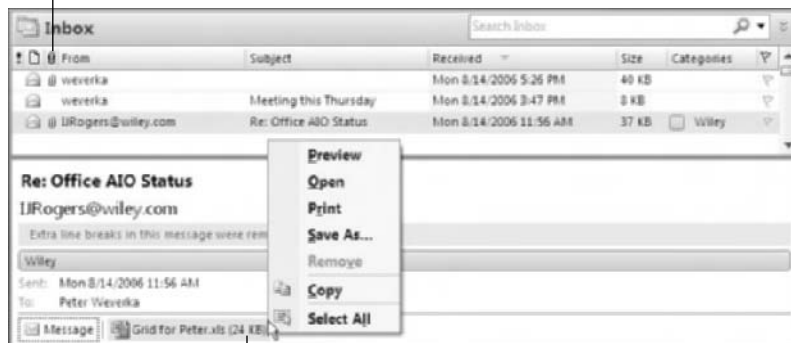 Inbox
Search Inbox
From Subject Received Size Categories
weverka Mon 8/14/2006 5:26 PM 40 KB
weverka Meeting this Thursday Mon 8/14/2006 3:47 PM 8 KB
IJRogers@wiley.com Re: Office AIO Status Mon 8/14/2006 11:56 AM 37 KB Wiley
Re: Office AIO Status
IJRogers@wiley.com
Extra line breaks in this message were rem
Wiley
Sent: Mon 8/14/2006 11:56 AM
To: Peter Weverka
Message Grid for Peter.xls (24 KB)
Preview
Open
Print
Save As...
Remove
Copy
Select All